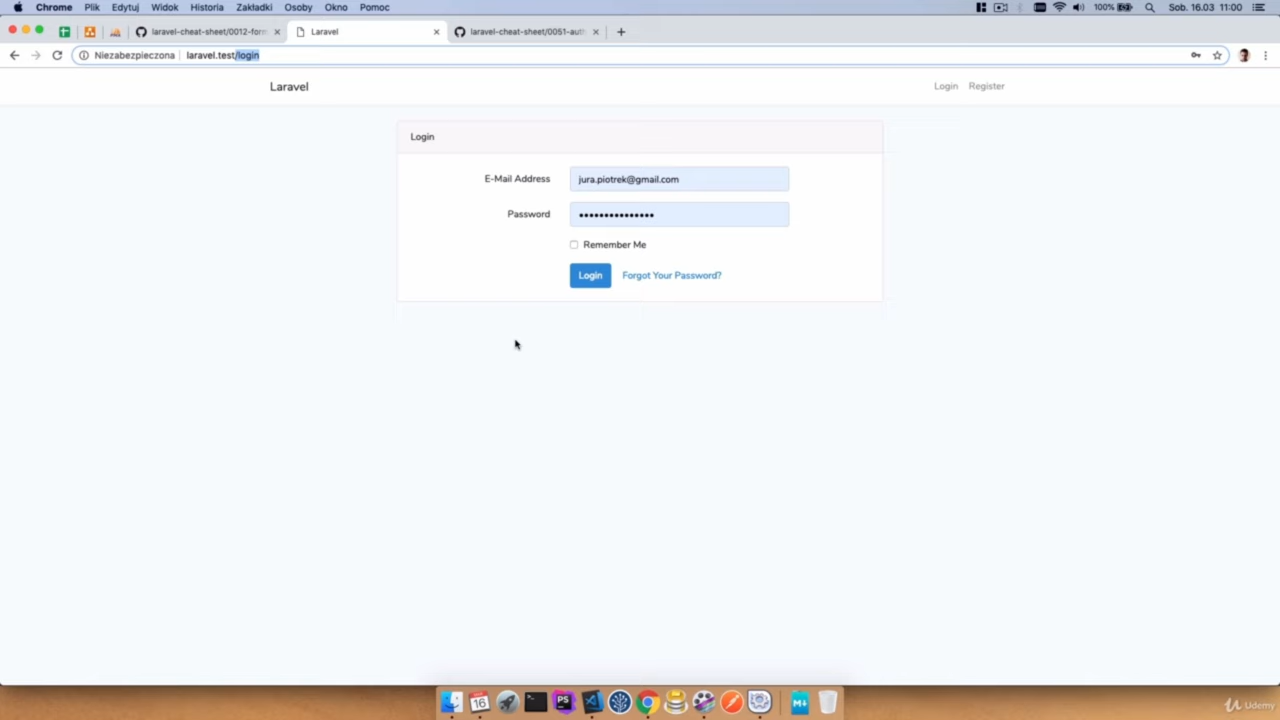 Chrome Plik Edytuj Widok Historia Zakładki Osoby Okno Pomoc 100% Sob. 16.03 11:00
laravel-cheat-sheet/0012-form Laravel laravel-cheat-sheet/0051-auth
Niezabezpieczona laravel.test/login
Laravel Login Register
Login
E-Mail Address jura.piotrek@gmail.com
Password •••••••••••••••
Remember Me
Login Forgot Your Password?
16 PS M↓
Udemy